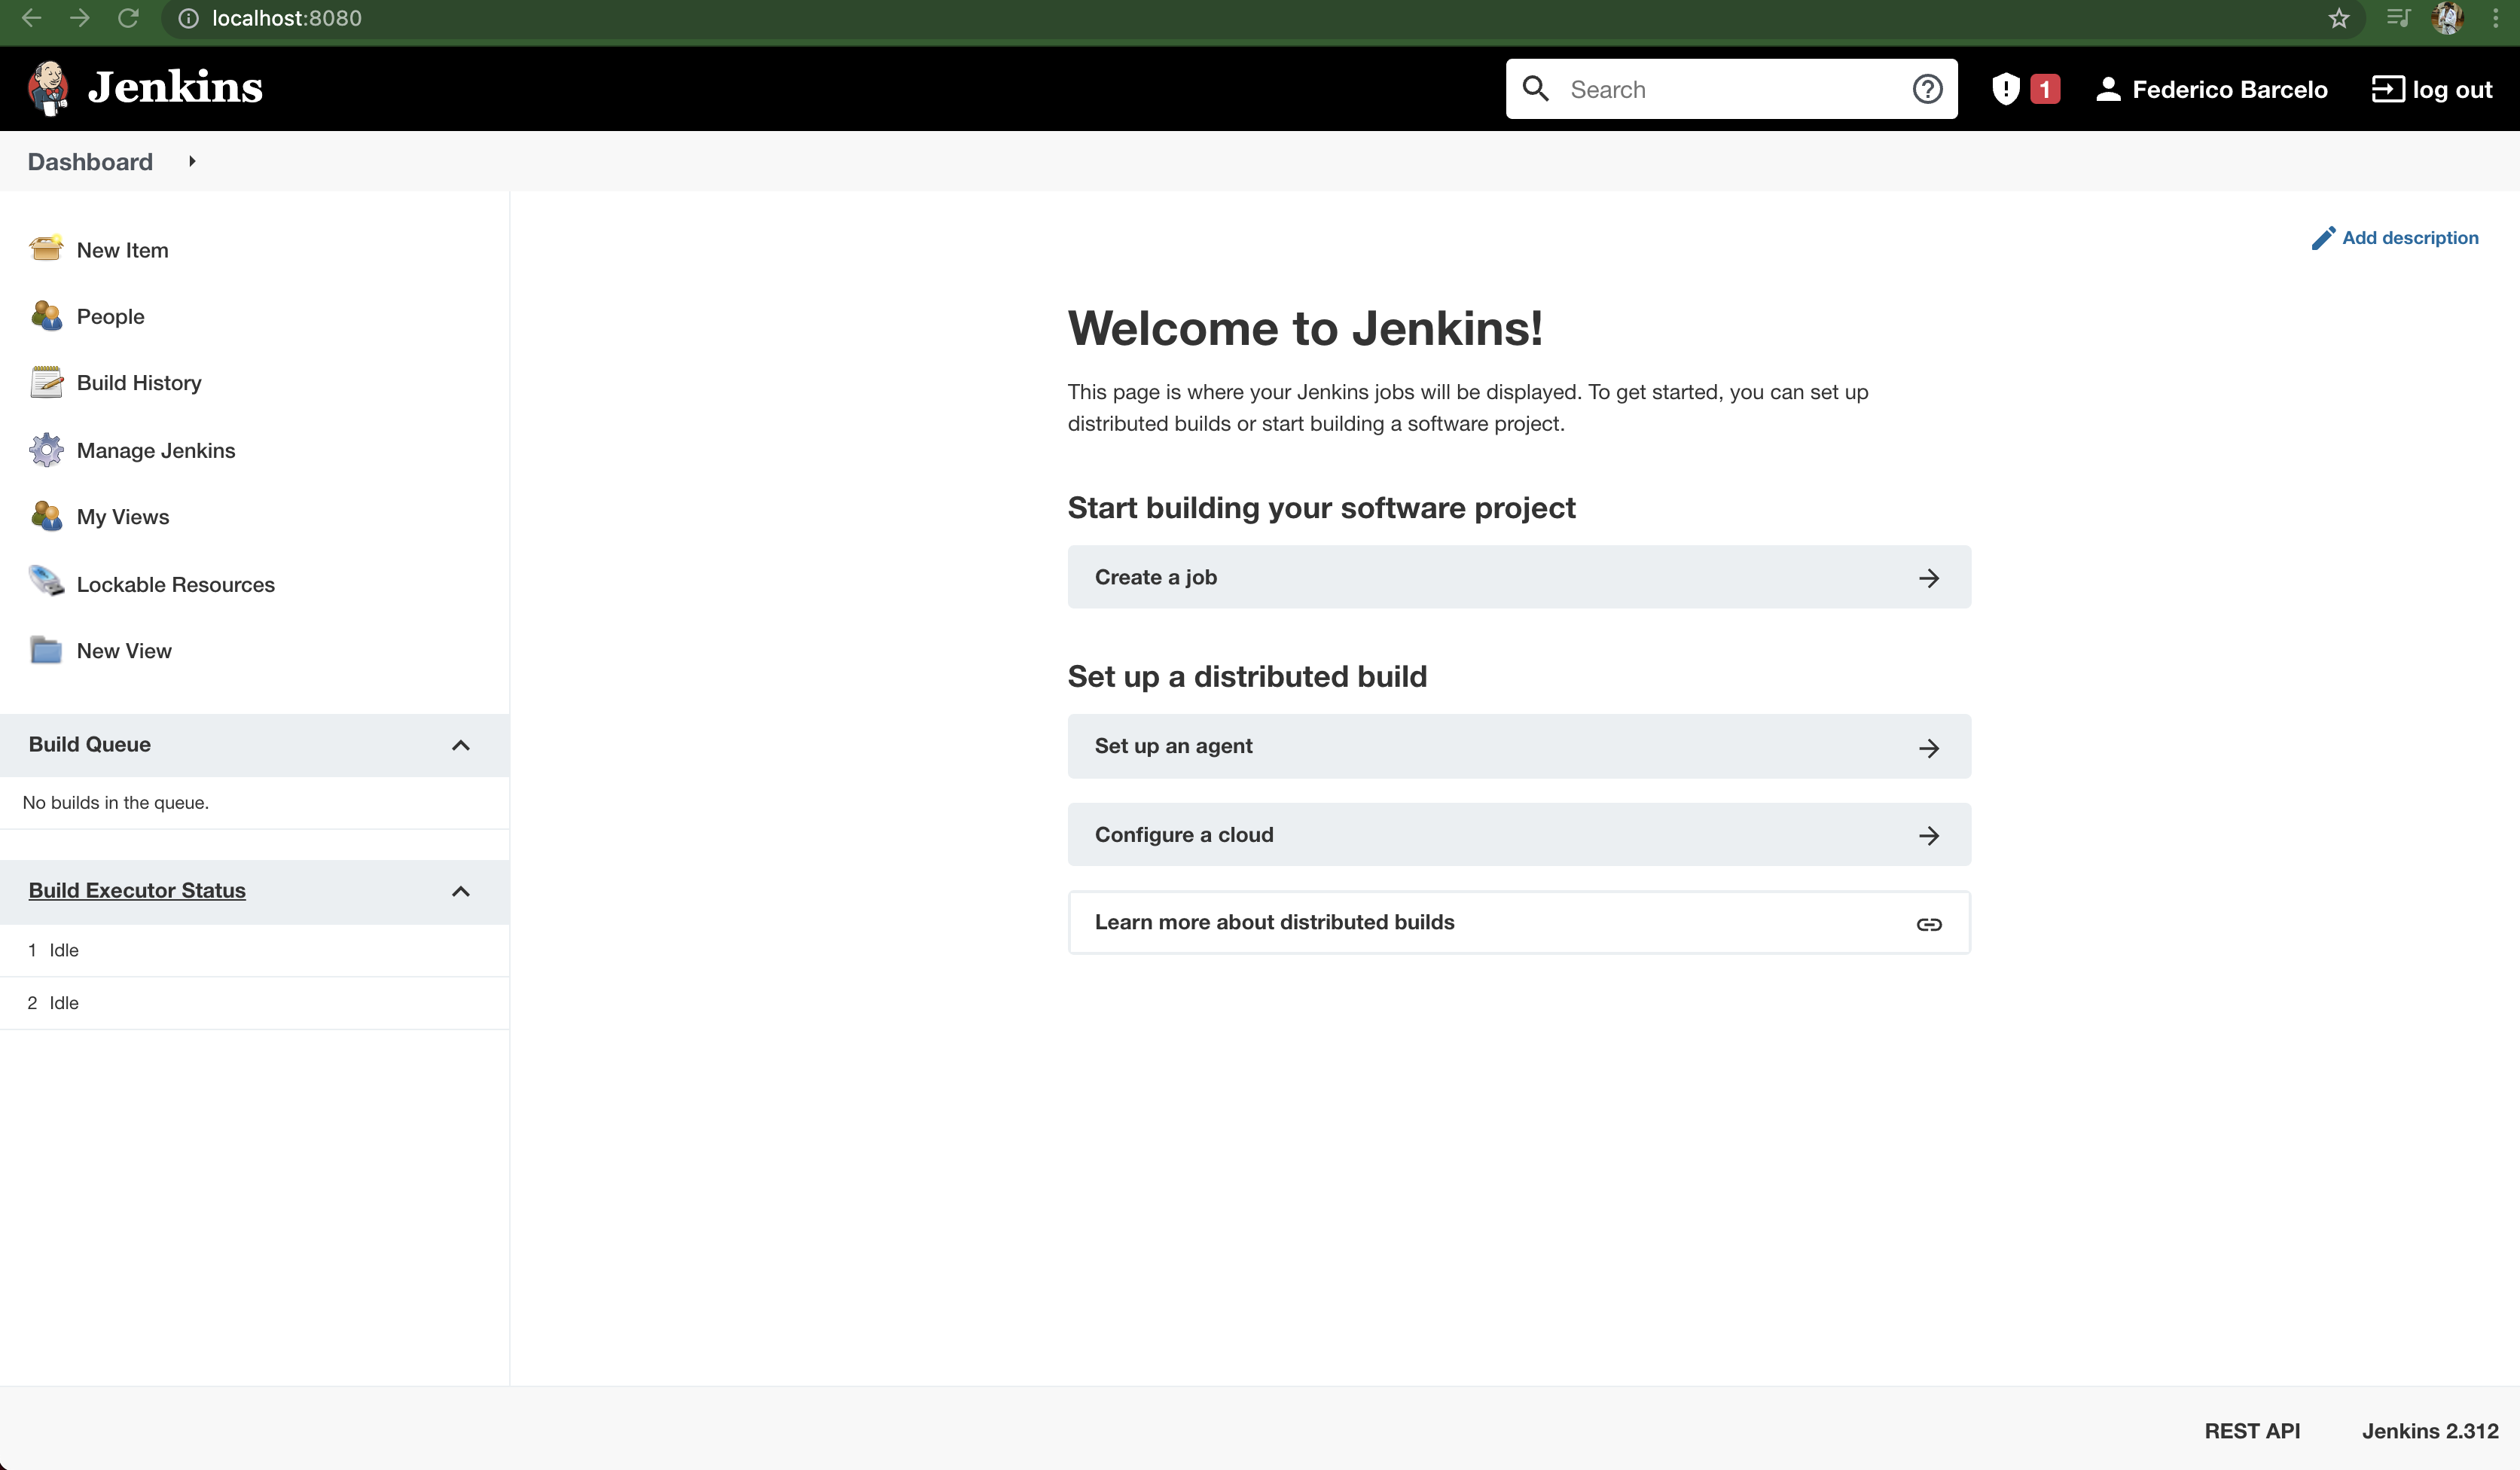 localhost:8080
Jenkins
Search
1
Federico Barcelo
log out
Dashboard
New Item
People
Build History
Manage Jenkins
My Views
Lockable Resources
New View
Build Queue
No builds in the queue.
Build Executor Status
1 Idle
2 Idle
Add description
Welcome to Jenkins!
This page is where your Jenkins jobs will be displayed. To get started, you can set up
distributed builds or start building a software project.
Start building your software project
Create a job
Set up a distributed build
Set up an agent
Configure a cloud
Learn more about distributed builds
REST API
Jenkins 2.312